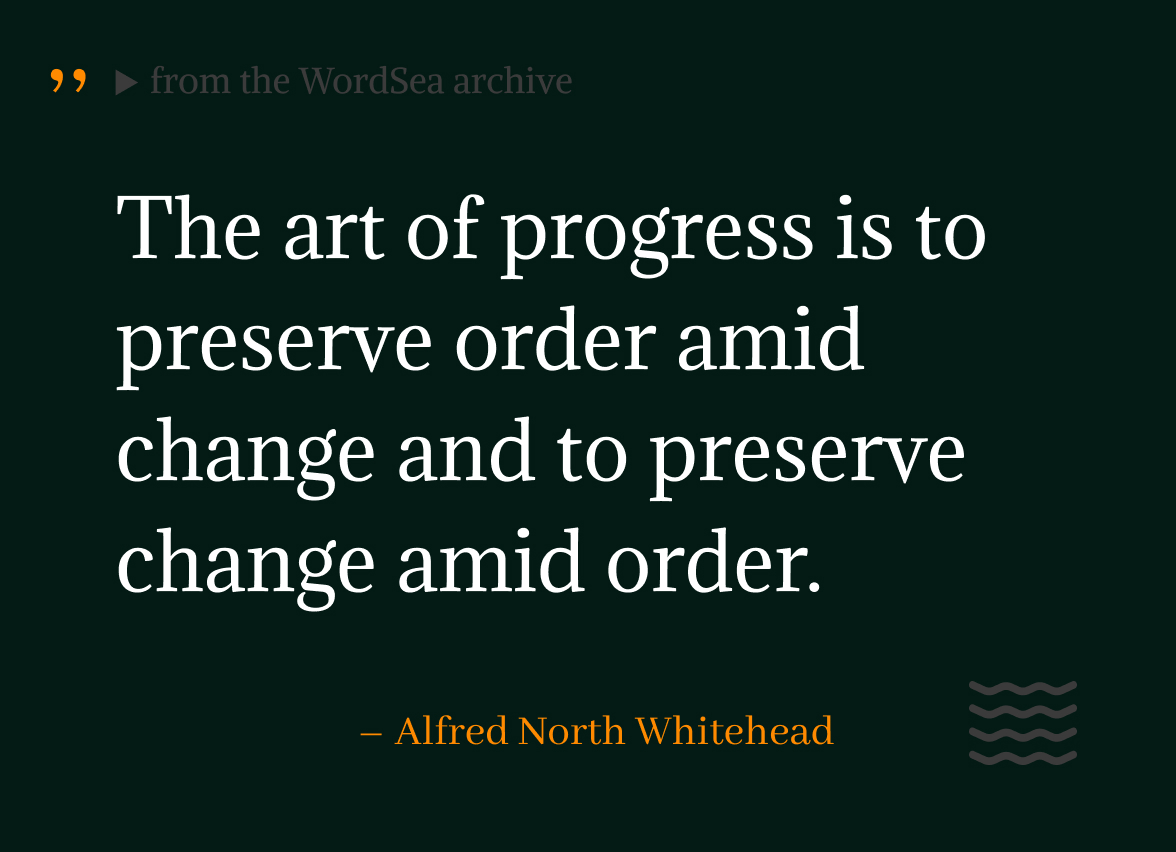 ” ▶ from the WordSea archive
The art of progress is to
preserve order amid
change and to preserve
change amid order.
– Alfred North Whitehead